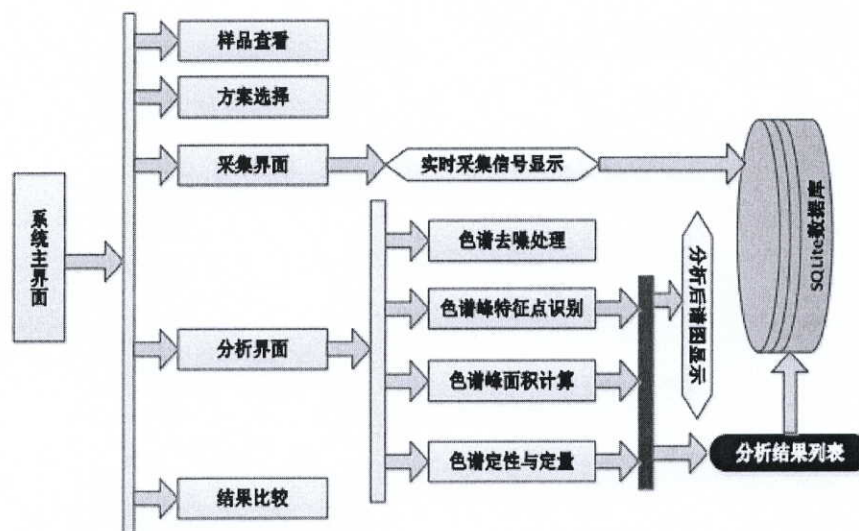 样品查看
方案选择
采集界面
实时采集信号显示
系统主界面
色谱去噪处理
色谱峰特征点识别
分析界面
色谱峰面积计算
色谱定性与定量
分析后谱图显示
SQLite数据库
分析结果列表
结果比较